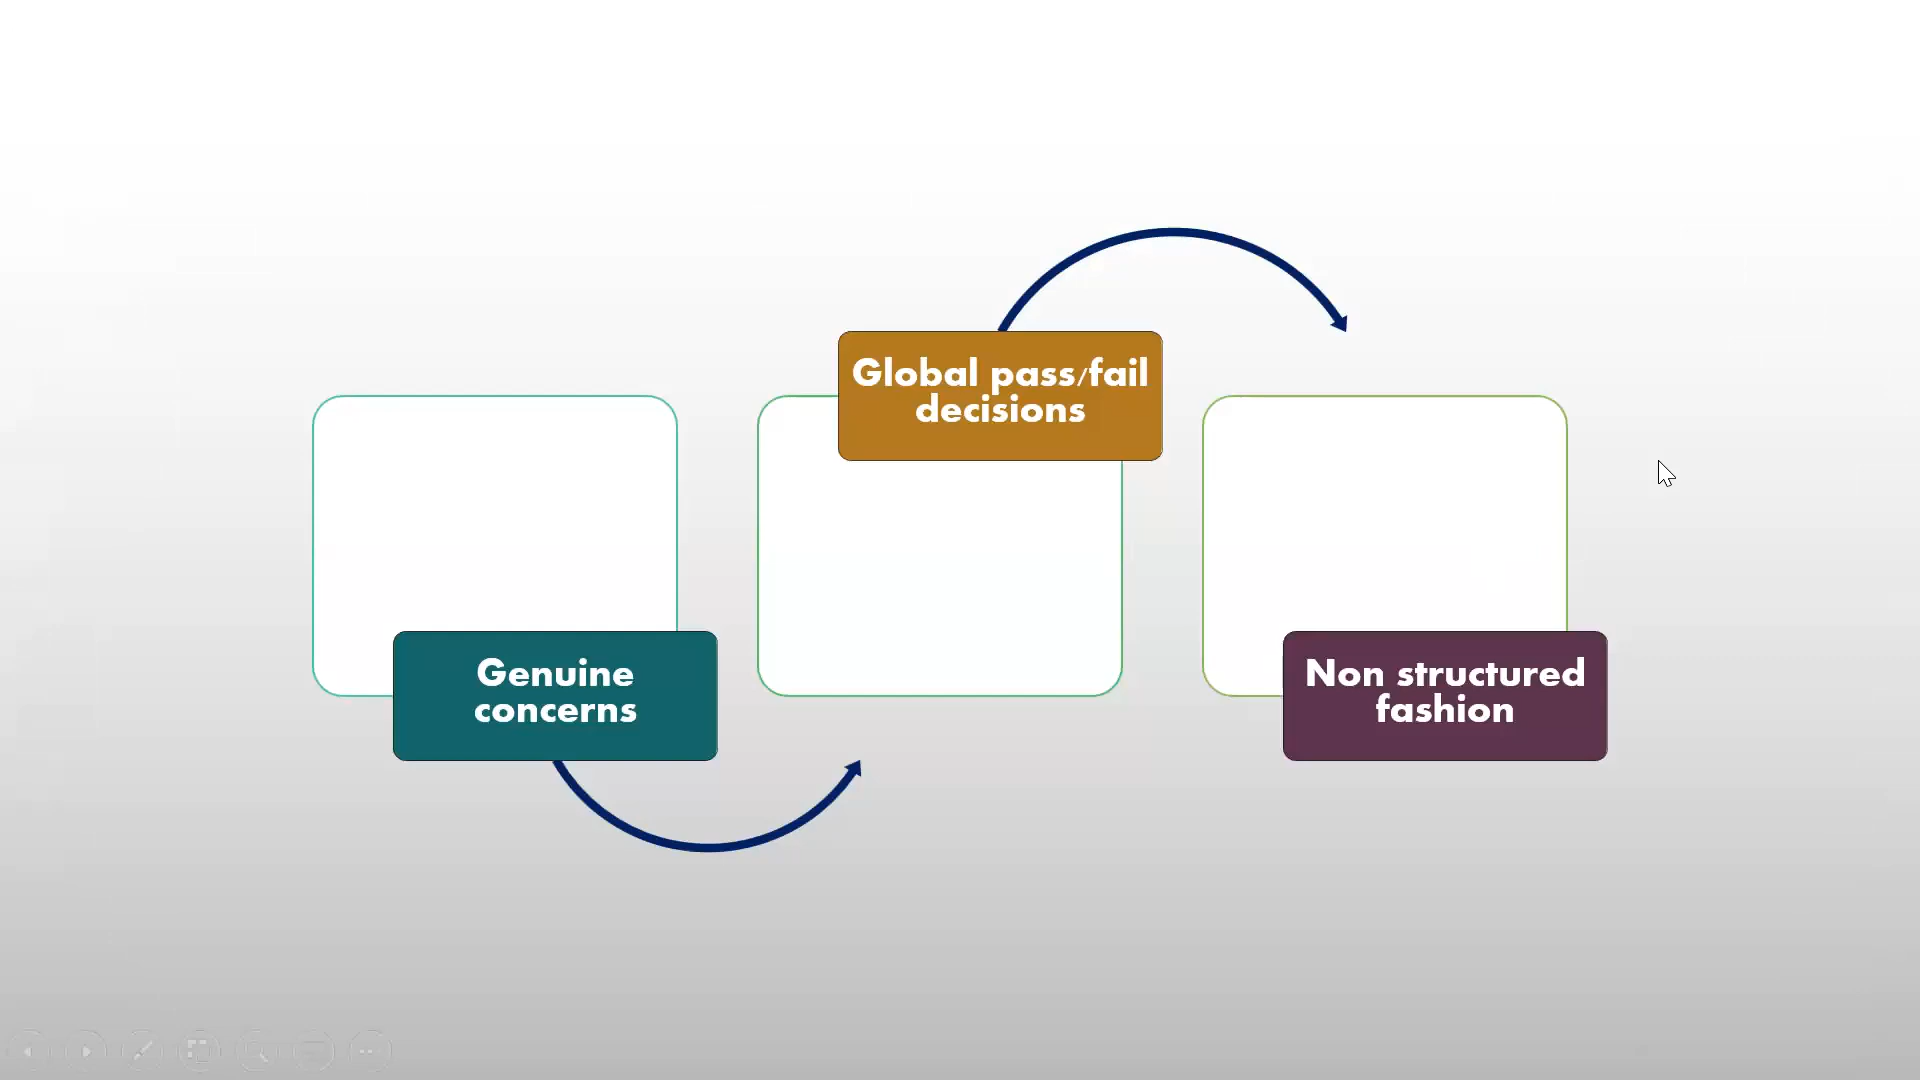 Genuine
concerns
Global pass/fail
decisions
Non structured
fashion